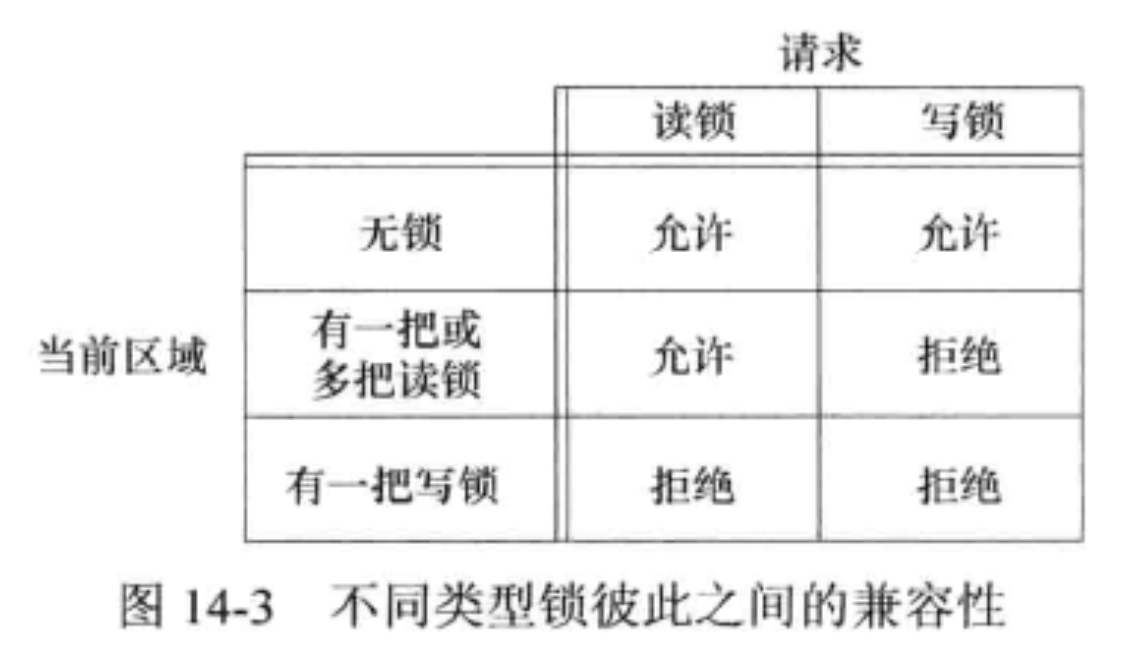 请求
读锁 写锁
无锁 允许 允许
当前区域
有一把或
多把读锁
允许 拒绝
有一把写锁 拒绝 拒绝
图 14-3 不同类型锁彼此之间的兼容性